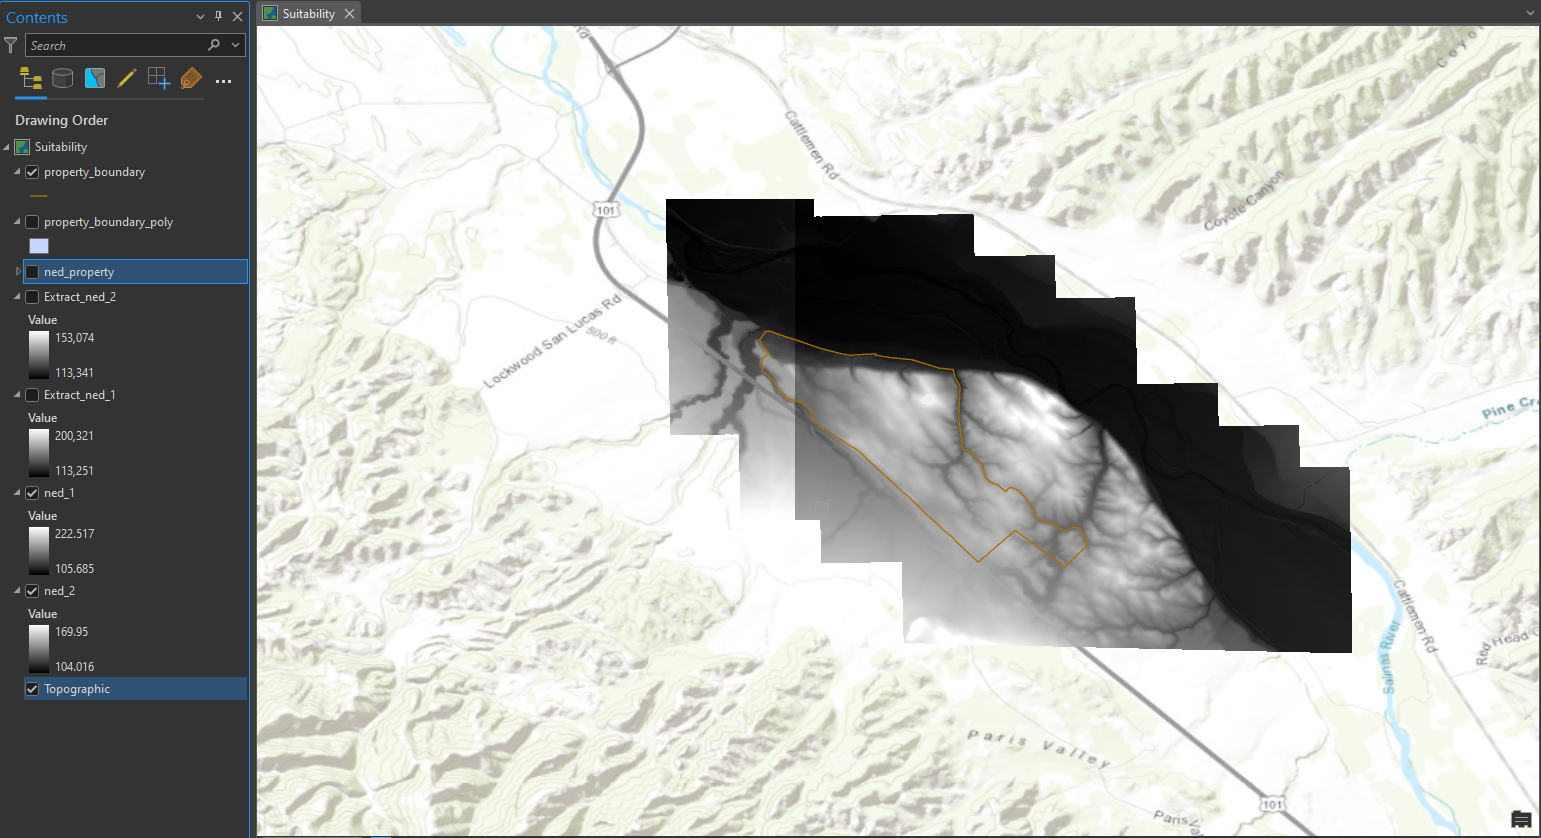 Contents
Search
Drawing Order
Suitability
property_boundary
property_boundary_poly
ned_property
Extract_ned_2
Value
153,074
113,341
Extract_ned_1
Value
200,321
113,251
ned_1
Value
222.517
105.685
ned_2
Value
169.95
104.016
Topographic
Suitability
Rd
Coyo
Cattlemen Rd
Coyote Canyon
101
Lockwood San Lucas Rd
500 ft
Pine Cr
Cattlemen Rd
Salinas River
Red Head C
Paris Valley
101
Paris Va